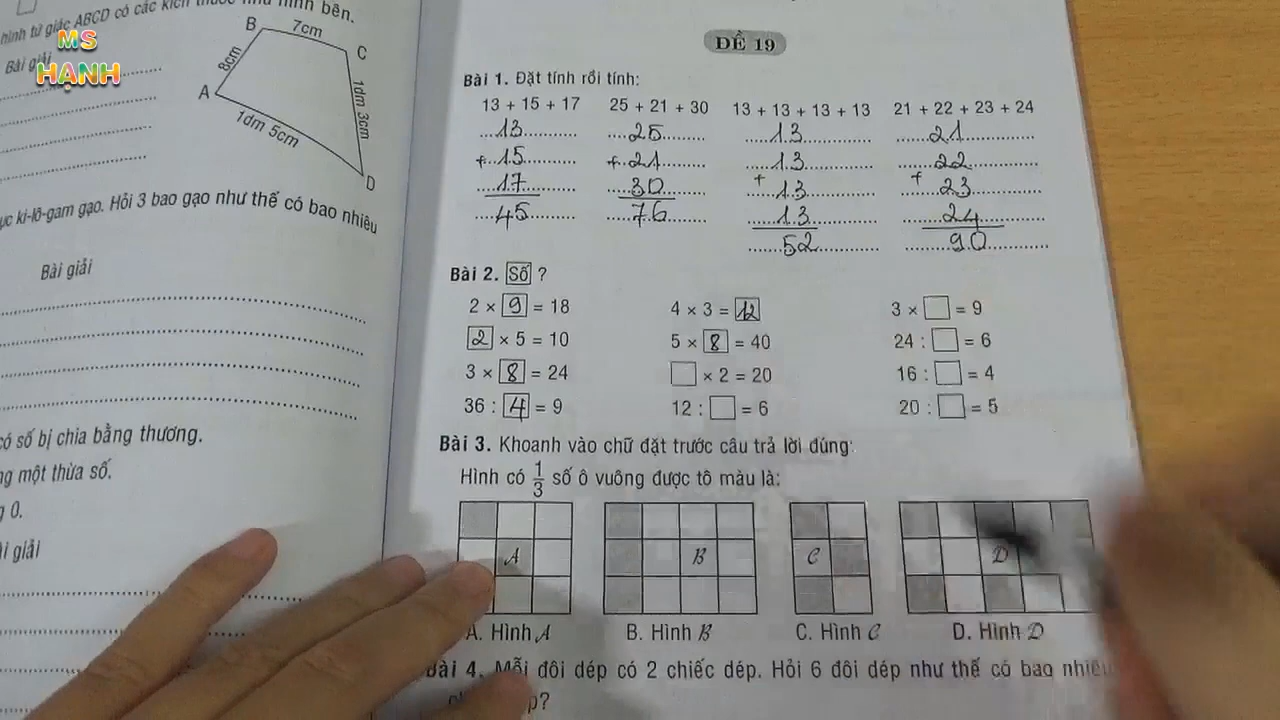 hình tứ giác ABCD có các kích thước như hình bên.
MS
HẠNH
Bài giải
B 7cm C
8cm
A
1dm 3cm
1dm 5cm
D
ục ki-lô-gam gạo. Hỏi 3 bao gạo như thế có bao nhiêu
Bài giải
có số bị chia bằng thương.
ng một thừa số.
g 0.
ài giải
ĐỀ 19
Bài 1. Đặt tính rồi tính:
13 + 15 + 17 25 + 21 + 30 13 + 13 + 13 + 13 21 + 22 + 23 + 24
13 25 13 21
+ 15 + 21 13 22
17 30 + 13 + 23
45 76 13 24
52 90
Bài 2. Số ?
2 × 9 = 18 4 × 3 = 12 3 × □ = 9
2 × 5 = 10 5 × 8 = 40 24 : □ = 6
3 × 8 = 24 □ × 2 = 20 16 : □ = 4
36 : 4 = 9 12 : □ = 6 20 : □ = 5
Bài 3. Khoanh vào chữ đặt trước câu trả lời đúng:
Hình có 1/3 số ô vuông được tô màu là:
A B C D
A. Hình A B. Hình B C. Hình C D. Hình D
Bài 4. Mỗi đôi dép có 2 chiếc dép. Hỏi 6 đôi dép như thế có bao nhiêu